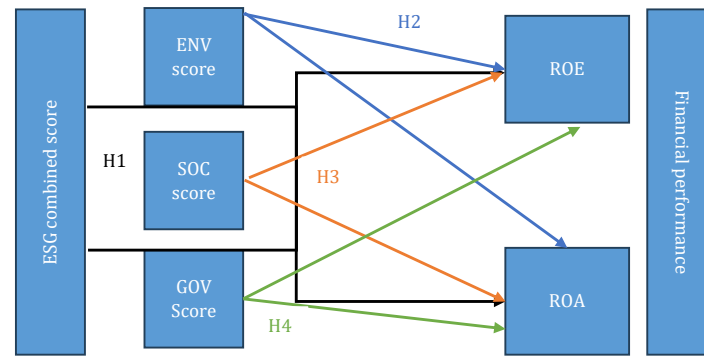 ESG combined score
ENV
score
SOC
score
GOV
Score
H1
H2
H3
H4
ROE
ROA
Financial performance